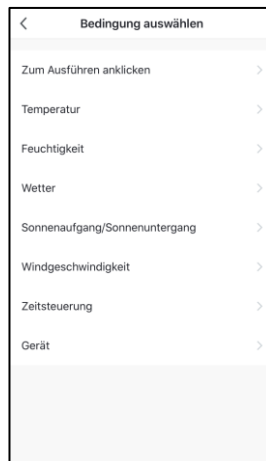 Bedingung auswählen
Zum Ausführen anklicken
Temperatur
Feuchtigkeit
Wetter
Sonnenaufgang/Sonnenuntergang
Windgeschwindigkeit
Zeitsteuerung
Gerät